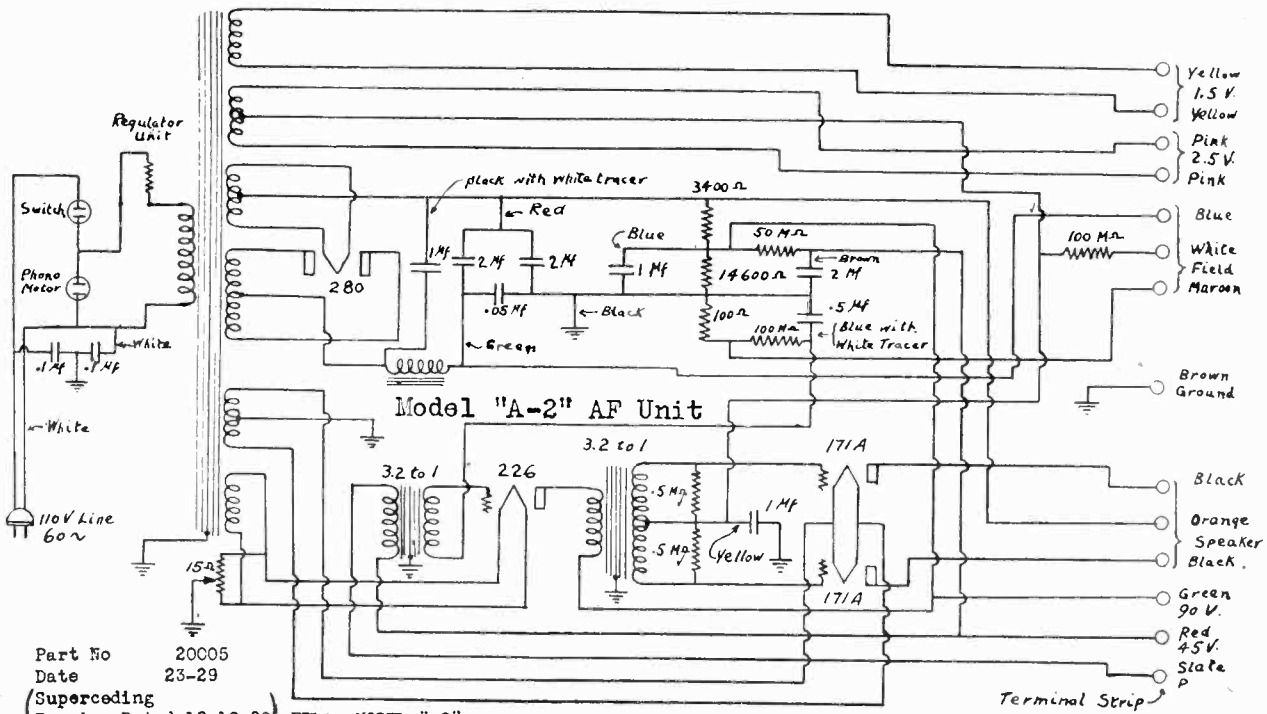 Yellow
1.5 V.
Yellow
Pink
2.5 V.
Pink
Blue
White
Field
Maroon
100 MΩ
Brown
Ground
Black
Orange
Speaker
Black.
Green
90 V.
Red
45 V.
Slate
P
Terminal Strip
Regulator
Unit
Switch
Phono
Motor
.1 Mf
.1 Mf
White
White
110 V Line
60~
15Ω
280
Black with White tracer
Red
1 Mf
2 Mf
2 Mf
.05 Mf
Green
Black
Blue
1 Mf
3400 Ω
50 MΩ
Brown
2 Mf
14600 Ω
.5 Mf
100Ω
100 MΩ
Blue with
White Tracer
Model "A-2" AF Unit
3.2 to 1
226
3.2 to 1
.5 MΩ
.5 MΩ
Yellow
1 Mf
171A
171A
Part No 20005
Date 23-29
(Superceding